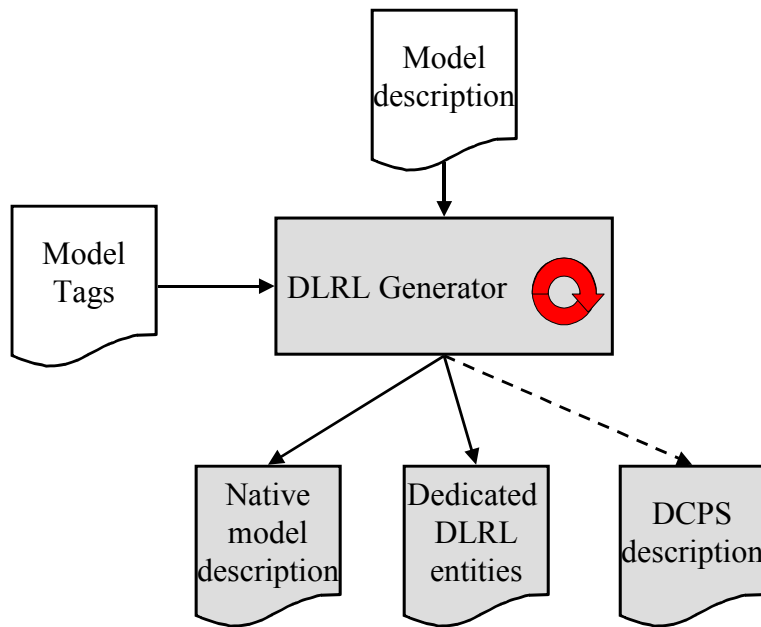 Model
description
Model
Tags
DLRL Generator
Native
model
description
Dedicated
DLRL
entities
DCPS
description